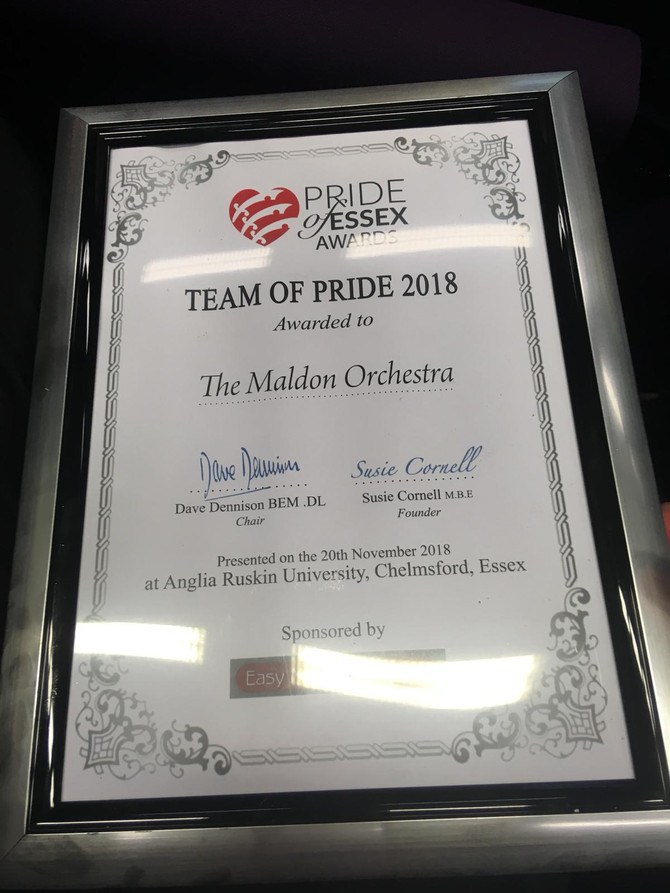 PRIDE
of ESSEX
AWARDS
TEAM OF PRIDE 2018
Awarded to
The Maldon Orchestra
Dave Dennison
Susie Cornell
Dave Dennison BEM .DL
Chair
Susie Cornell M.B.E
Founder
Presented on the 20th November 2018
at Anglia Ruskin University, Chelmsford, Essex
Sponsored by
Easy